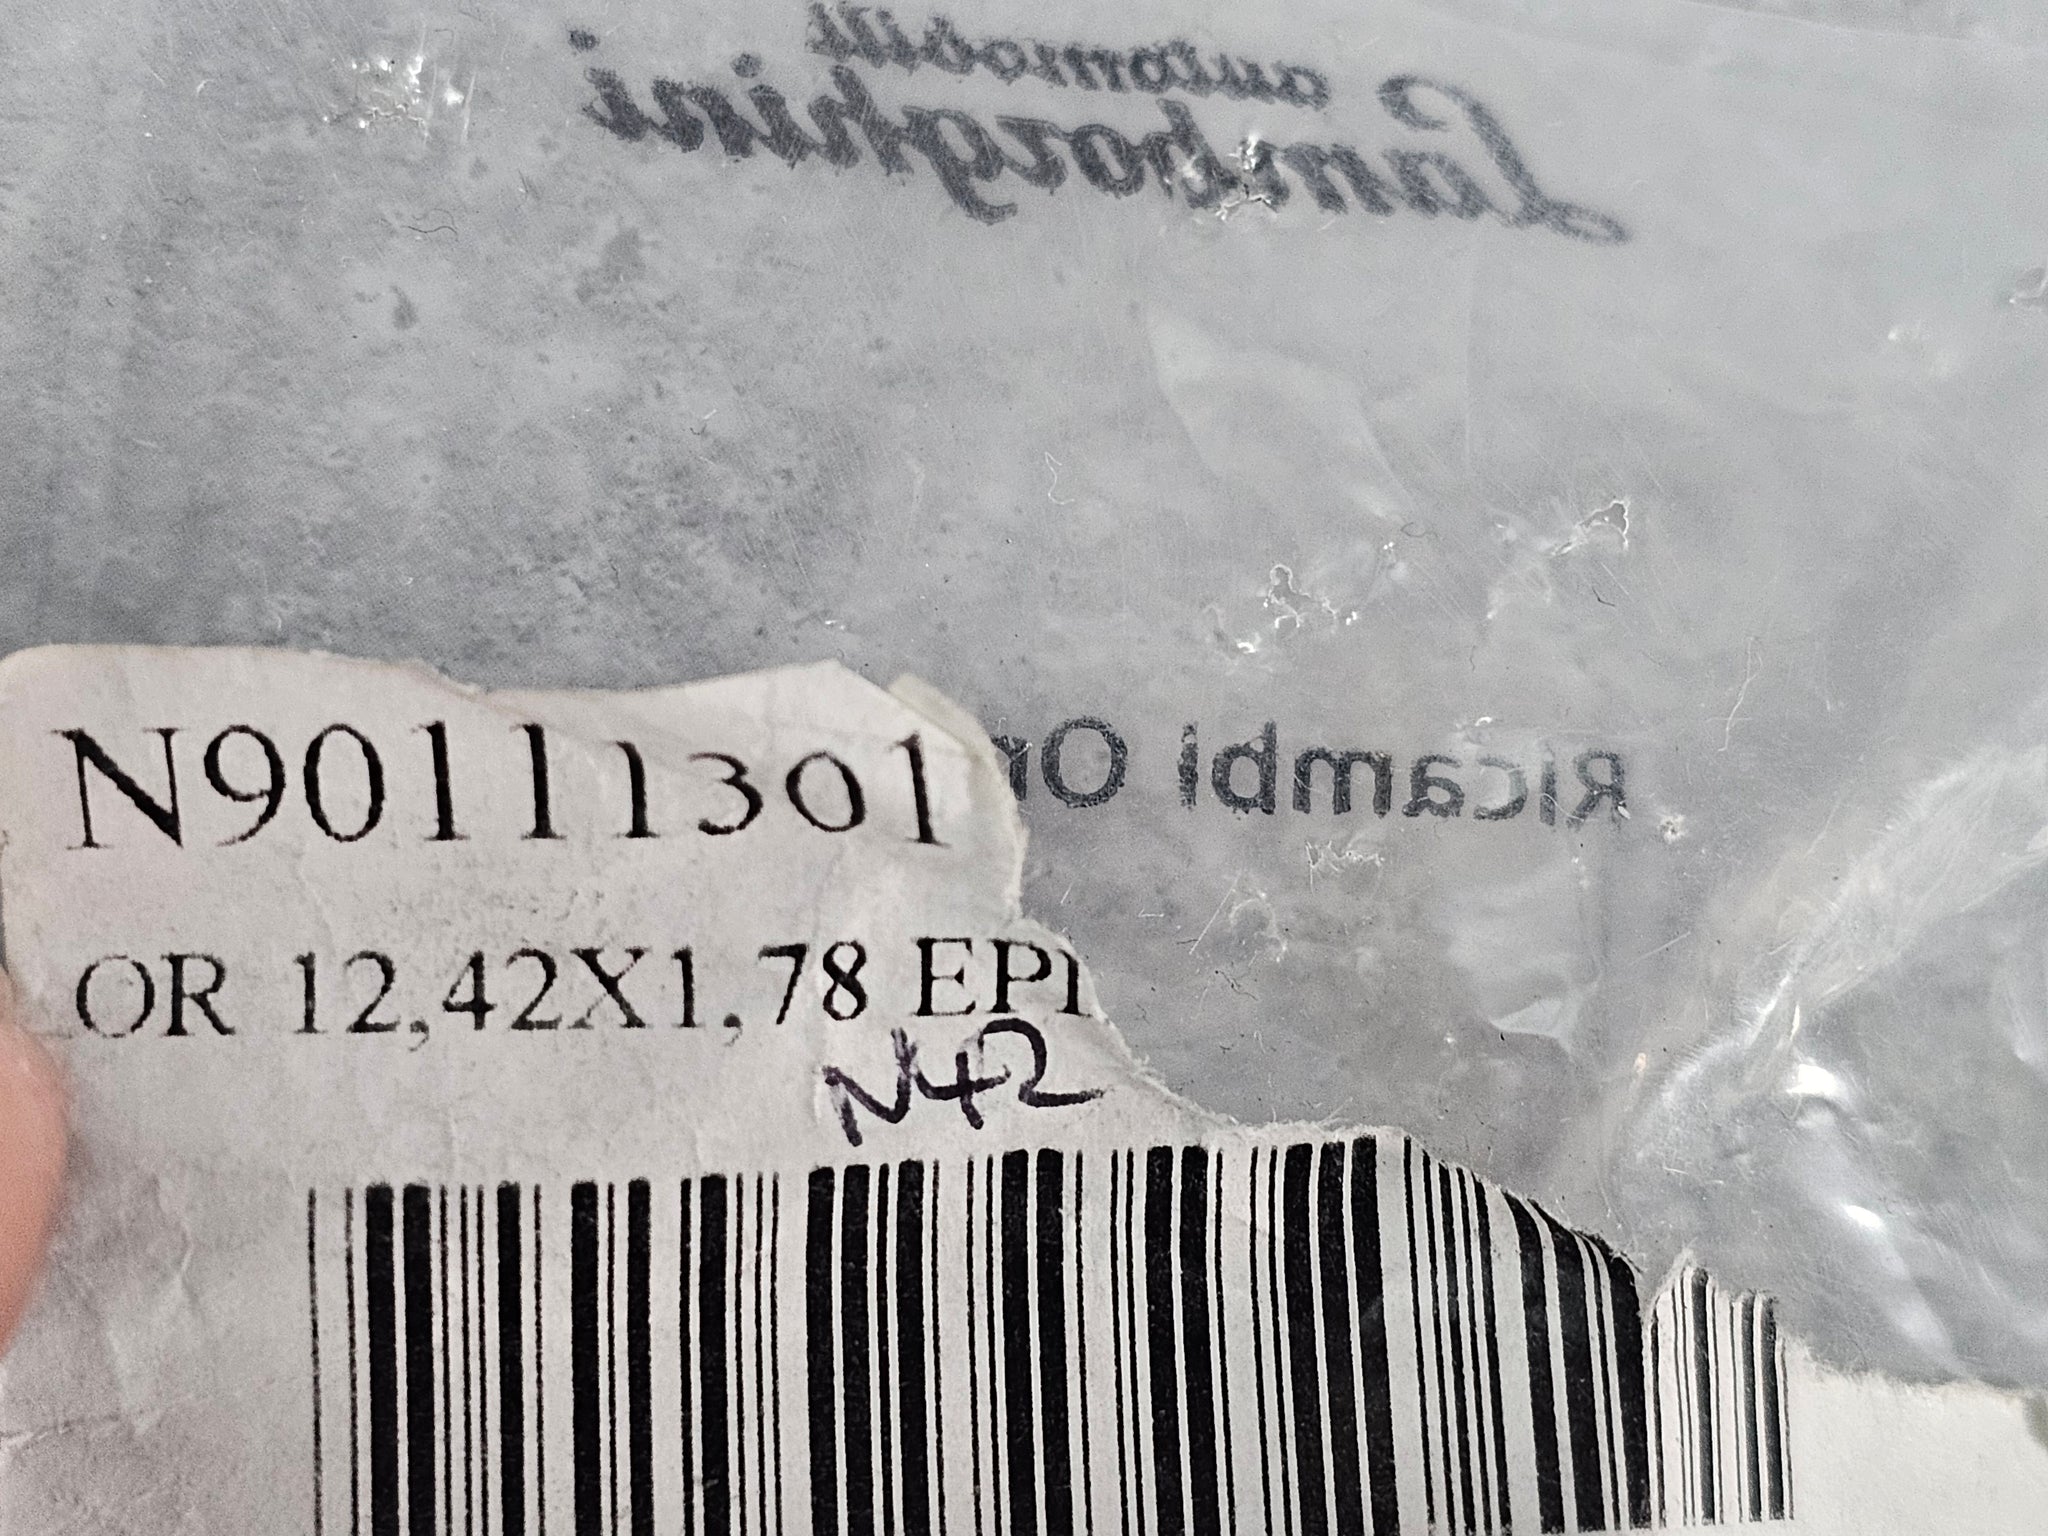 automobili
Lamborghini
Ricambi Or
N90111301
OR 12,42X1,78 EPI
N42